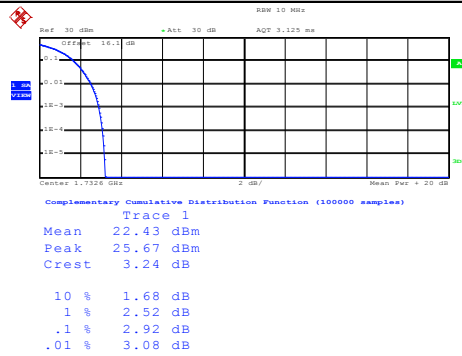 RBW 10 MHz
Ref 30 dBm Att 30 dB AQT 3.125 ms
Offset 16.1 dB
0.1
A
0.01
1 SA
VIEW
1E-3
LV
1E-4
1E-5
3D
Center 1.7326 GHz 2 dB/ Mean Pwr + 20 dB
Complementary Cumulative Distribution Function (100000 samples)
Trace 1
Mean 22.43 dBm
Peak 25.67 dBm
Crest 3.24 dB
10 % 1.68 dB
1 % 2.52 dB
.1 % 2.92 dB
.01 % 3.08 dB